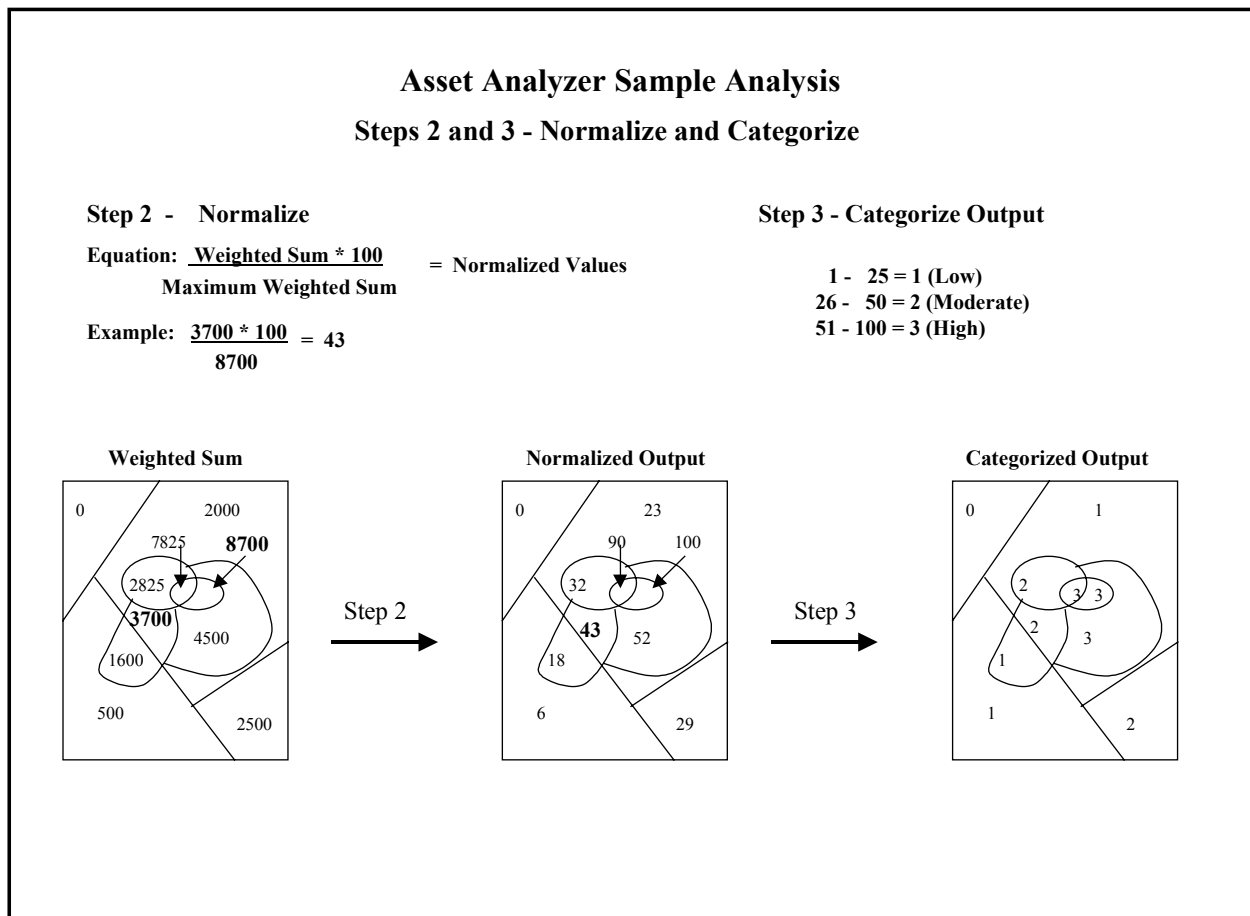 Asset Analyzer Sample Analysis
Steps 2 and 3 - Normalize and Categorize
Step 2 - Normalize
Equation: Weighted Sum * 100
Maximum Weighted Sum
= Normalized Values
Example: 3700 * 100
8700
= 43
Step 3 - Categorize Output
1 - 25 = 1 (Low)
26 - 50 = 2 (Moderate)
51 - 100 = 3 (High)
Weighted Sum
0
2000
7825
8700
2825
3700
4500
1600
500
2500
Step 2
Normalized Output
0
23
90
100
32
43
52
18
6
29
Step 3
Categorized Output
0
1
2
3
3
2
3
1
1
2